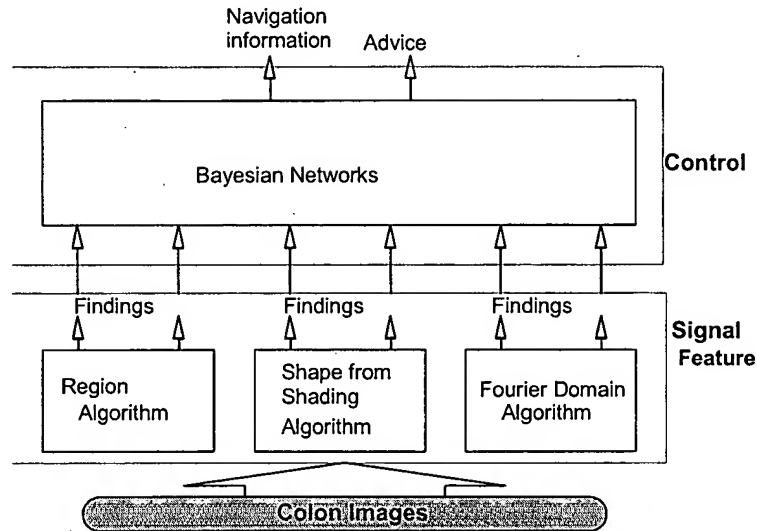 Navigation
information
Advice
Bayesian Networks
Control
Findings
Findings
Findings
Signal
Feature
Region
Algorithm
Shape from
Shading
Algorithm
Fourier Domain
Algorithm
Colon Images